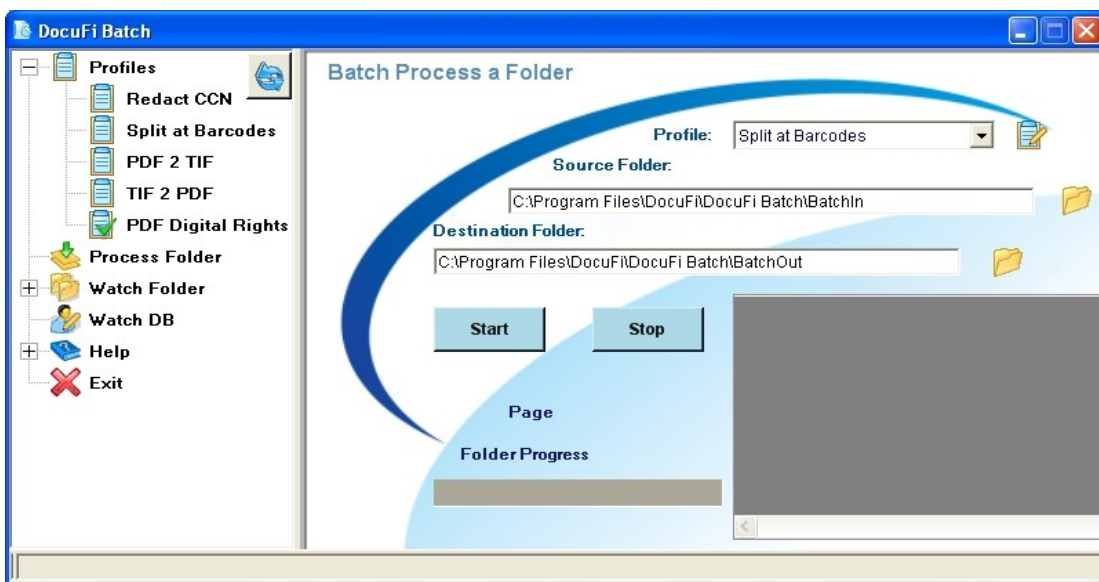 DocuFi Batch
Profiles
Redact CCN
Split at Barcodes
PDF 2 TIF
TIF 2 PDF
PDF Digital Rights
Process Folder
Watch Folder
Watch DB
Help
Exit
Batch Process a Folder
Profile: Split at Barcodes
Source Folder:
C:\Program Files\DocuFi\DocuFi Batch\BatchIn
Destination Folder:
C:\Program Files\DocuFi\DocuFi Batch\BatchOut
Start Stop
Page
Folder Progress